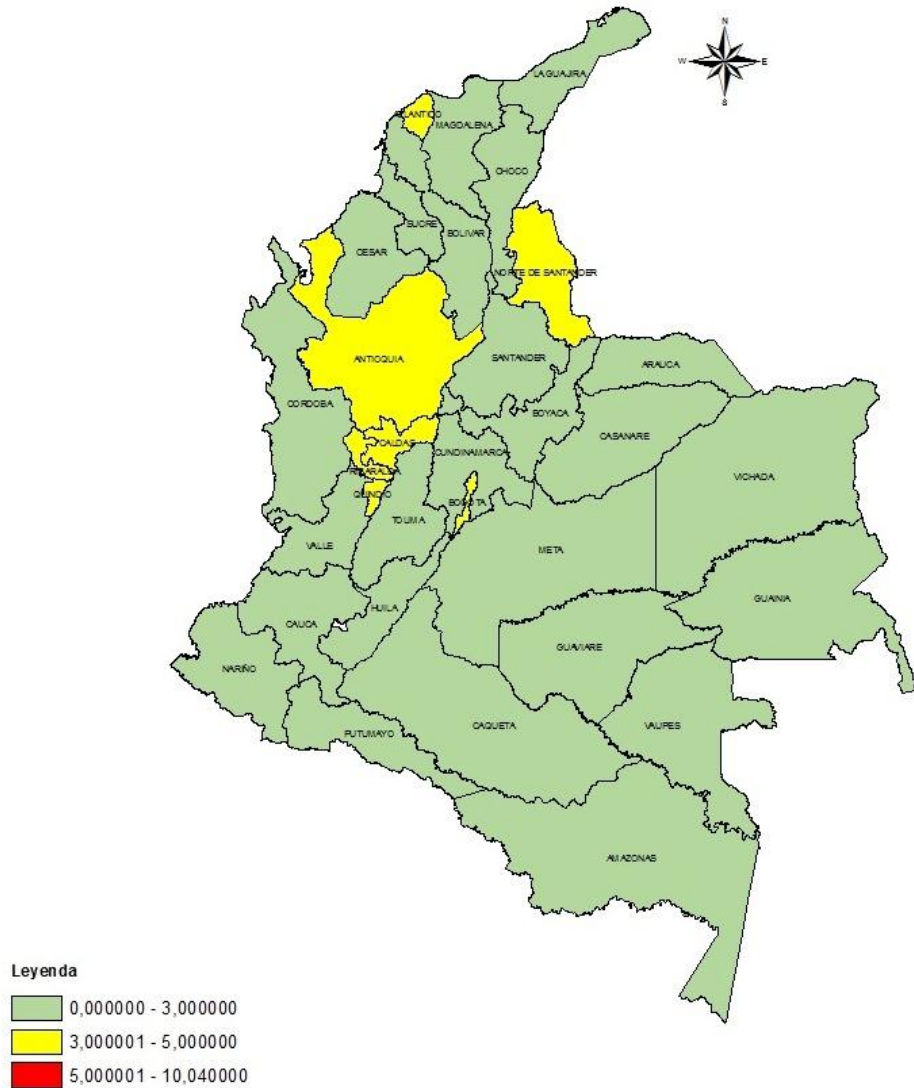 N
W E
S
LA GUAJIRA
ATLANTICO
MAGDALENA
CHOCO
SUCRE
BOLIVAR
CESAR
NORTE DE SANTANDER
ANTIOQUIA
SANTANDER
ARAUCA
CORDOBA
BOYACA
CASANARE
CALDAS
CUNDINAMARCA
VICHADA
RISARALDA
QUINDIO
BOGOTA
TOLIMA
VALLE
META
GUAINIA
HUILA
CAUCA
GUAVIARE
NARIÑO
CAQUETA
VAUPES
PUTUMAYO
AMAZONAS
Leyenda
0,000000 - 3,000000
3,000001 - 5,000000
5,000001 - 10,040000